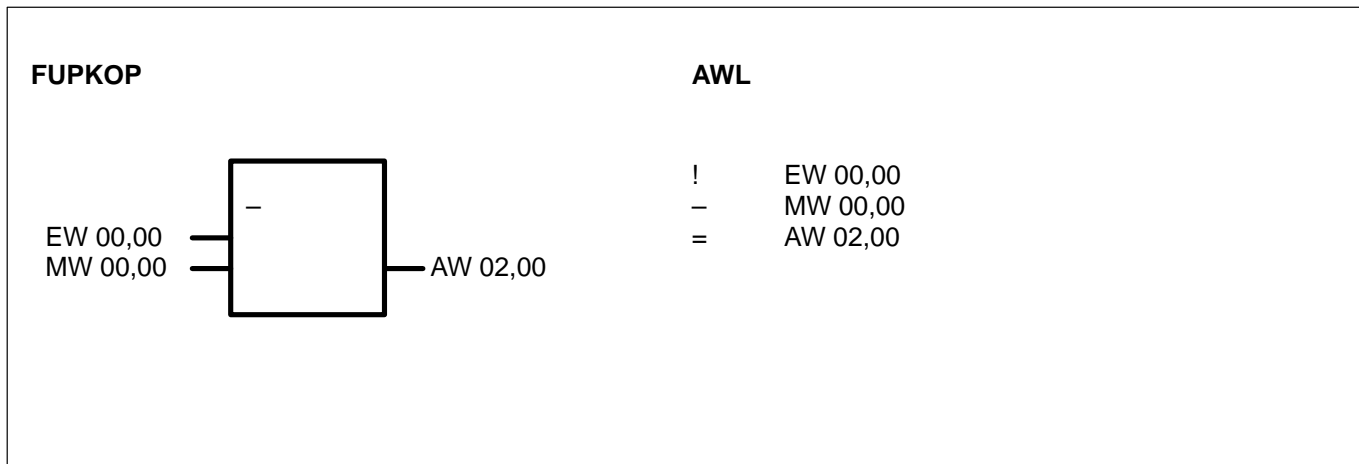 FUPKOP
AWL
–
EW 00,00
MW 00,00
AW 02,00
! EW 00,00
– MW 00,00
= AW 02,00